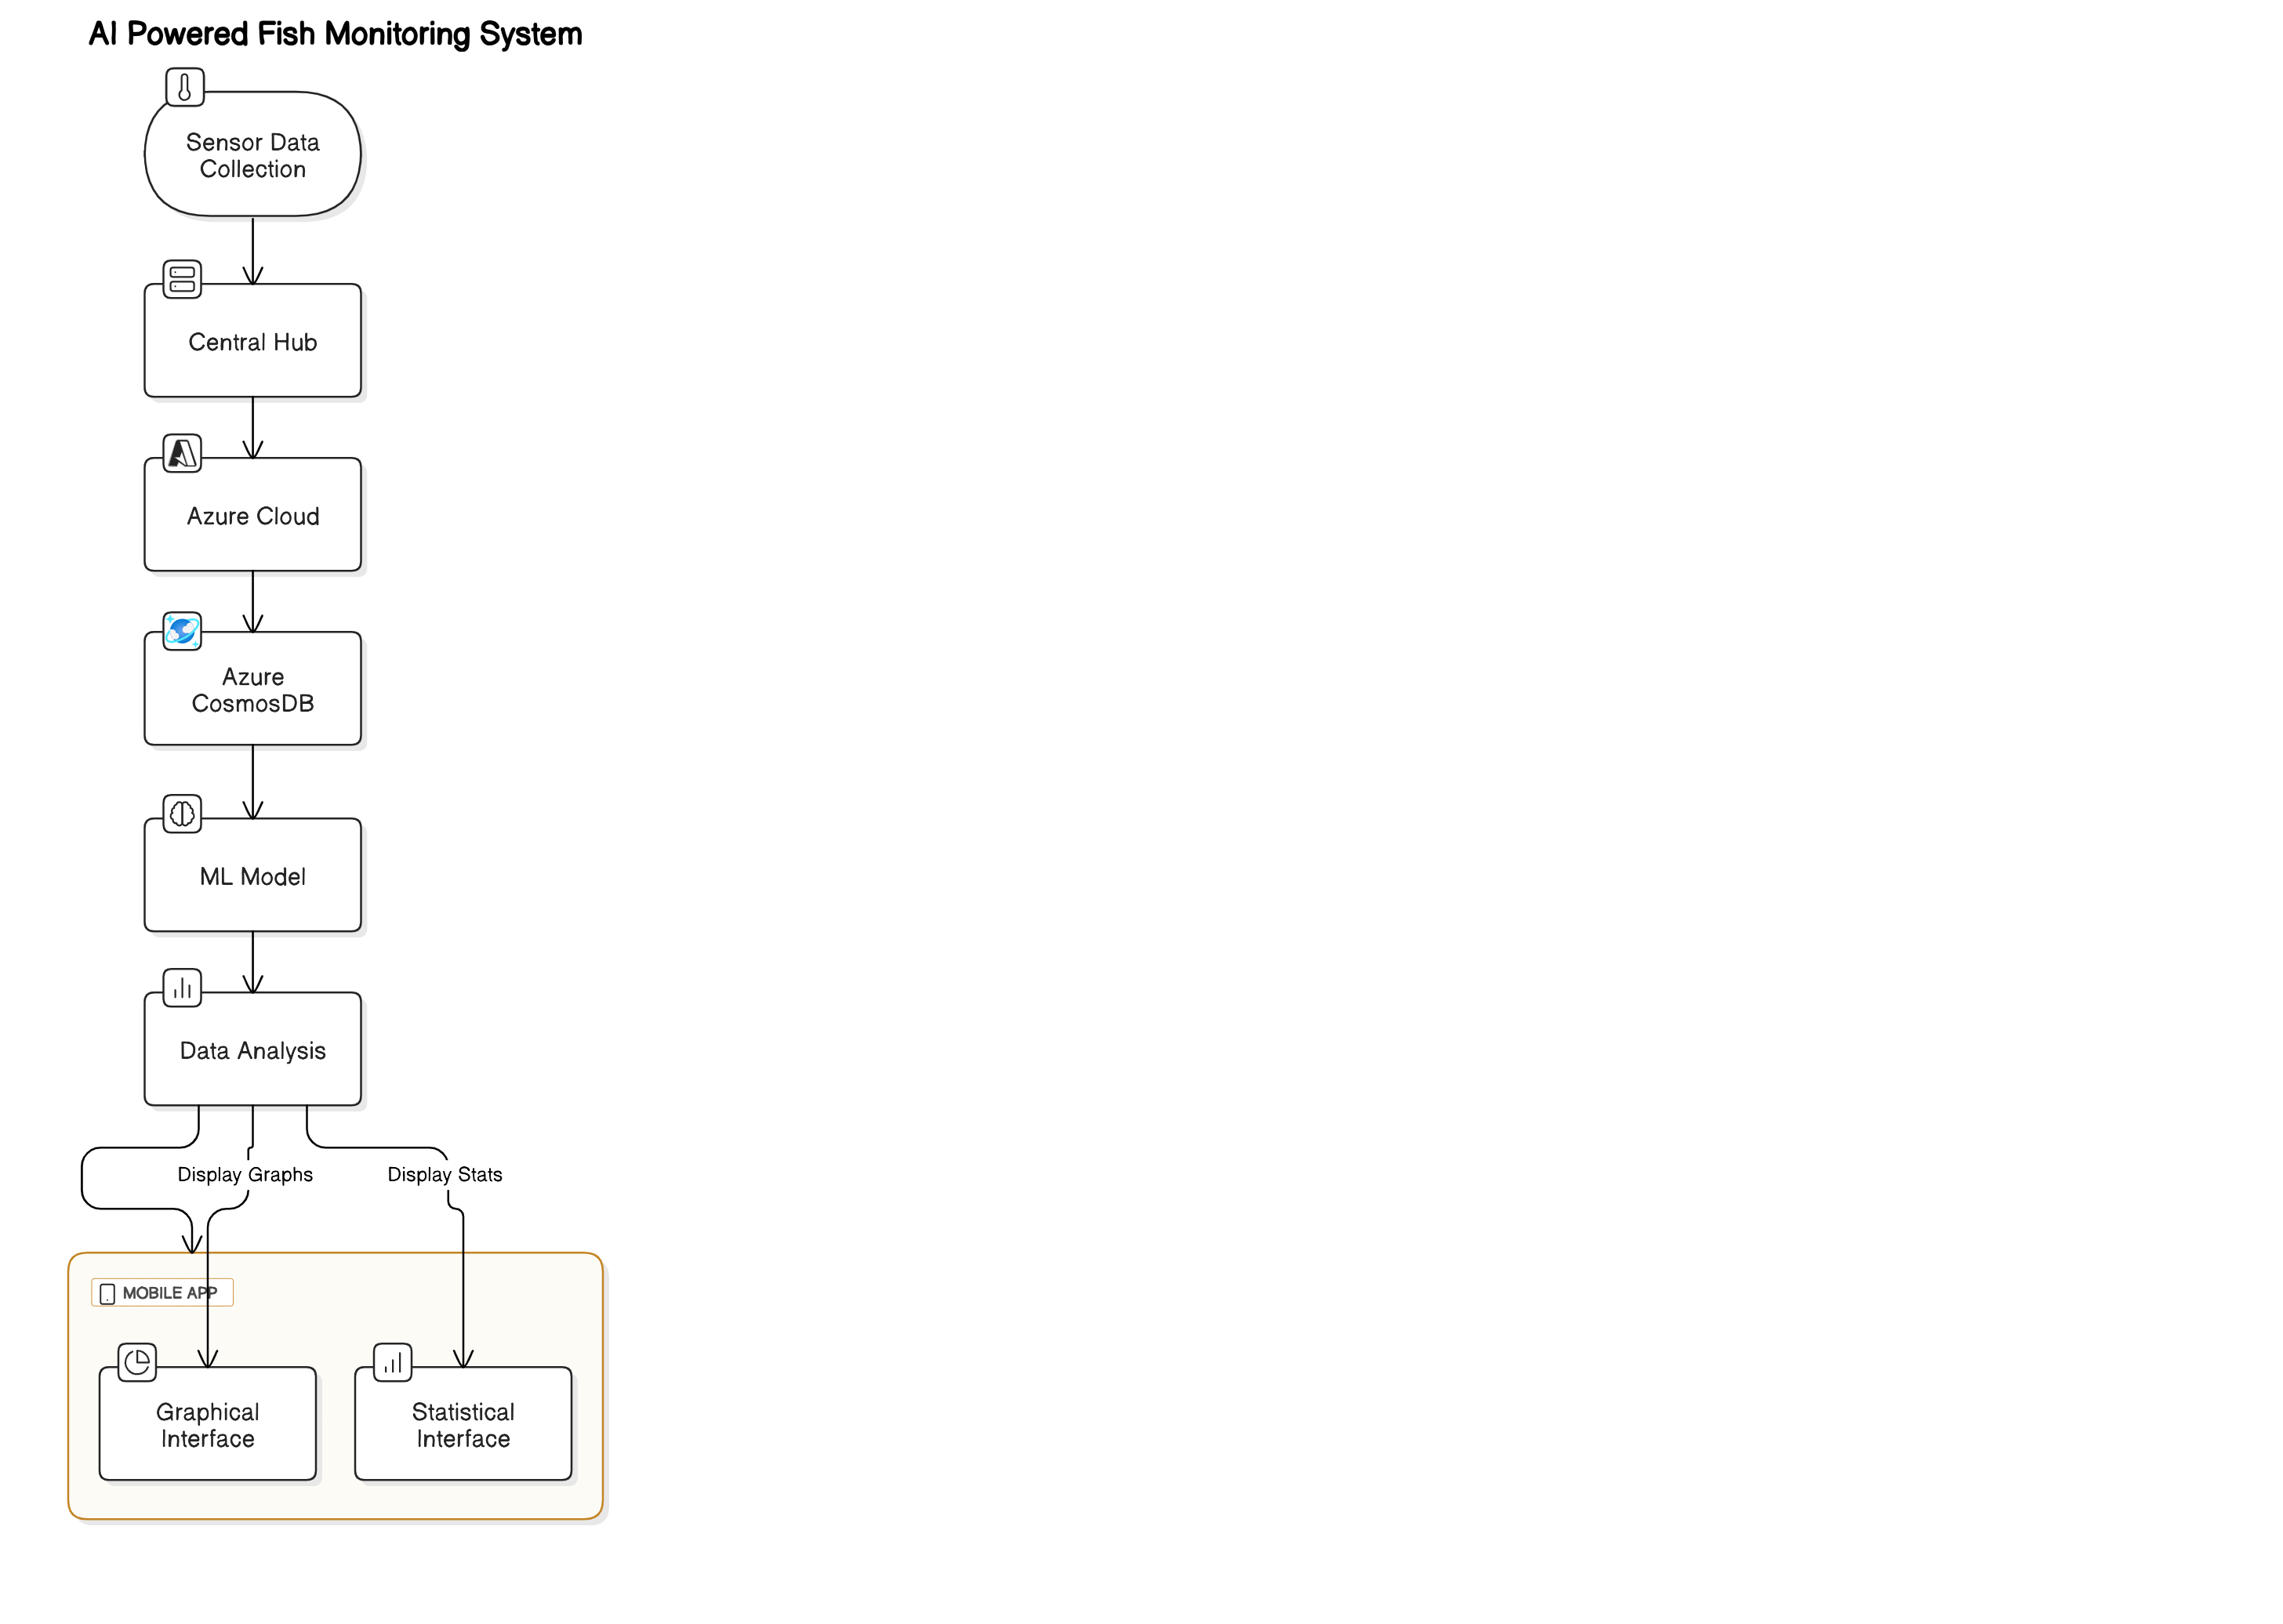 AI Powered Fish Monitoring System
Sensor Data
Collection
Central Hub
Azure Cloud
Azure
CosmosDB
ML Model
Data Analysis
Display Graphs
Display Stats
MOBILE APP
Graphical
Interface
Statistical
Interface